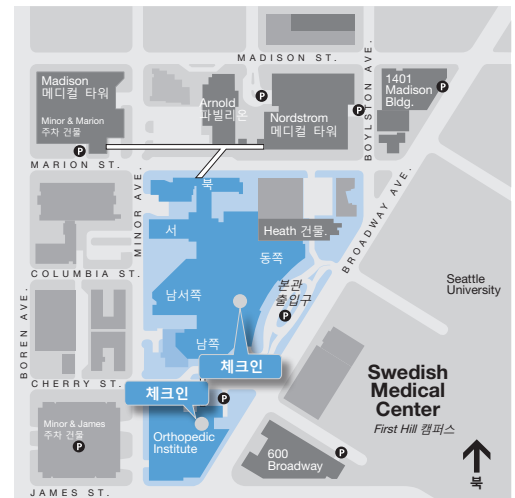 MADISON ST.
Madison
메디컬 타워
Minor & Marion
주차 건물
P
Arnold
파빌리온
P
Nordstrom
메디컬 타워
P
BOYLSTON AVE.
1401
Madison
Bldg.
P
MARION ST.
MINOR AVE.
북
서
Heath 건물.
동쪽
BROADWAY AVE.
COLUMBIA ST.
남서쪽
본관
출입구
P
Seattle
University
BOREN AVE.
남쪽
체크인
CHERRY ST.
체크인
P
Swedish
Medical
Center
First Hill 캠퍼스
Minor & James
주차 건물
P
Orthopedic
Institute
600
Broadway
P
북
JAMES ST.